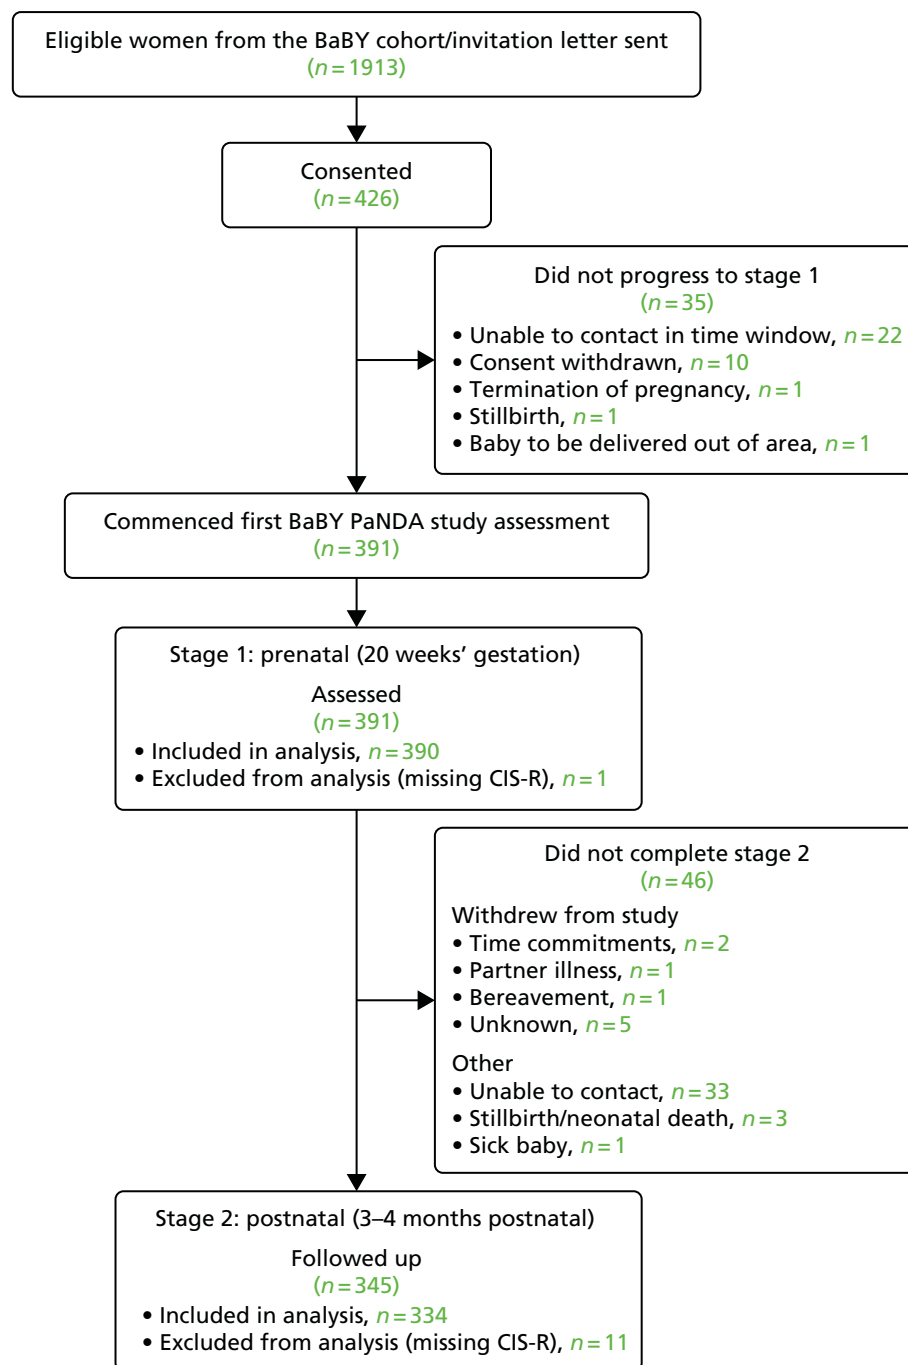 Eligible women from the BaBY cohort/invitation letter sent
(n = 1913)
Consented
(n = 426)
Did not progress to stage 1
(n = 35)
• Unable to contact in time window, n = 22
• Consent withdrawn, n = 10
• Termination of pregnancy, n = 1
• Stillbirth, n = 1
• Baby to be delivered out of area, n = 1
Commenced first BaBY PaNDA study assessment
(n = 391)
Stage 1: prenatal (20 weeks’ gestation)
Assessed
(n = 391)
• Included in analysis, n = 390
• Excluded from analysis (missing CIS-R), n = 1
Did not complete stage 2
(n = 46)
Withdrew from study
• Time commitments, n = 2
• Partner illness, n = 1
• Bereavement, n = 1
• Unknown, n = 5
Other
• Unable to contact, n = 33
• Stillbirth/neonatal death, n = 3
• Sick baby, n = 1
Stage 2: postnatal (3–4 months postnatal)
Followed up
(n = 345)
• Included in analysis, n = 334
• Excluded from analysis (missing CIS-R), n = 11